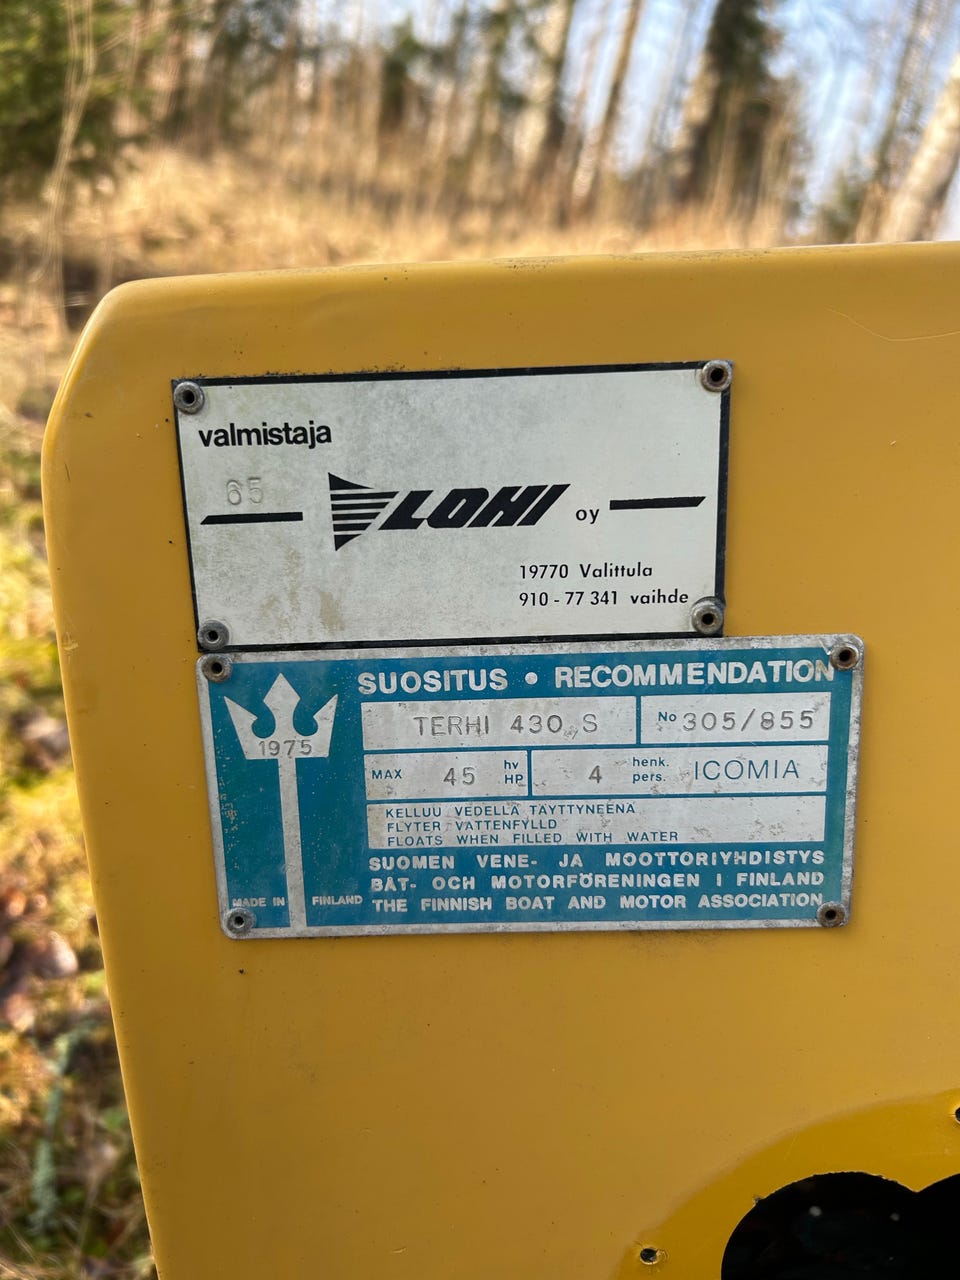 valmistaja
65
LOHI oy
19770 Valittula
910-77 341 vaihde
SUOSITUS • RECOMMENDATION
1975
TERHI 430 S No 305/855
MAX 45 hv HP 4 henk. pers. ICOMIA
KELLUU VEDELLÄ TÄYTTYNEENÄ
FLYTER VATTENFYLLD
FLOATS WHEN FILLED WITH WATER
SUOMEN VENE- JA MOOTTORIYHDISTYS
BÅT- OCH MOTORFÖRENINGEN I FINLAND
THE FINNISH BOAT AND MOTOR ASSOCIATION
MADE IN FINLAND